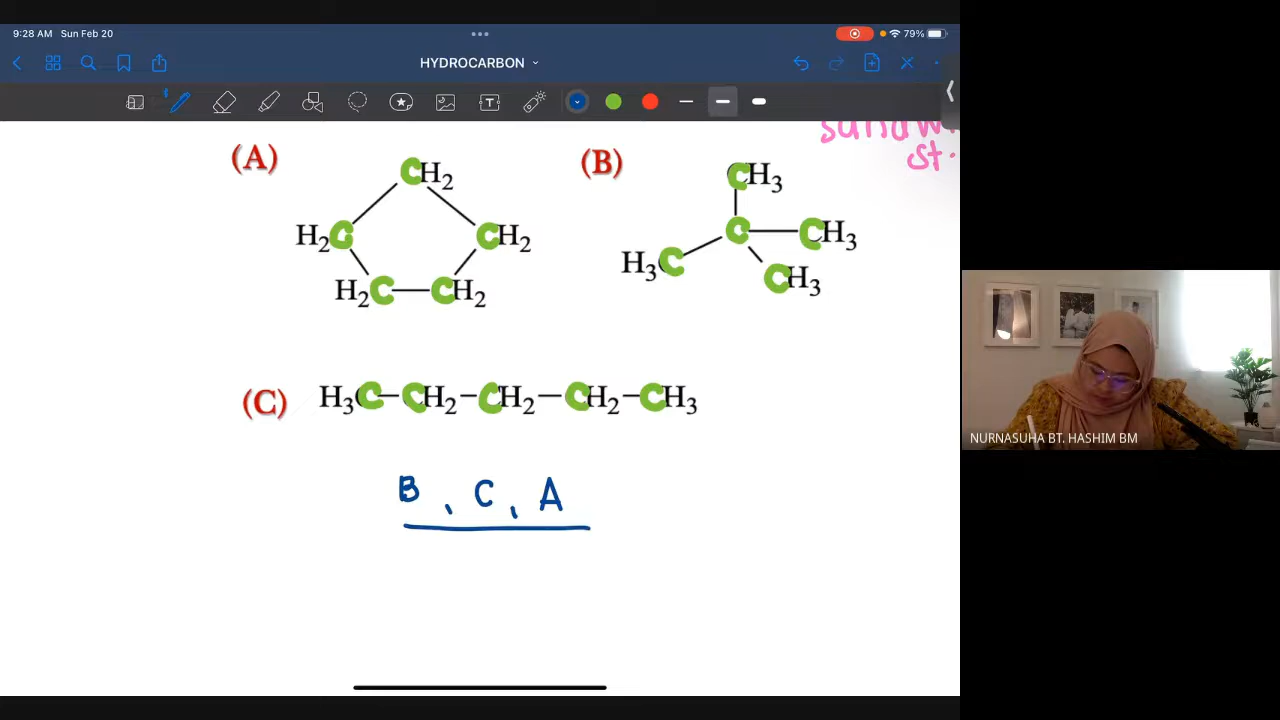 9:28 AM Sun Feb 20
79%
HYDROCARBON
T
st.
(A)
CH2
H2C
CH2
H2C
CH2
(B)
CH3
C
CH3
H3C
CH3
(C)
H3C–CH2–CH2–CH2–CH3
B, C, A
NURNASUHA BT. HASHIM BM